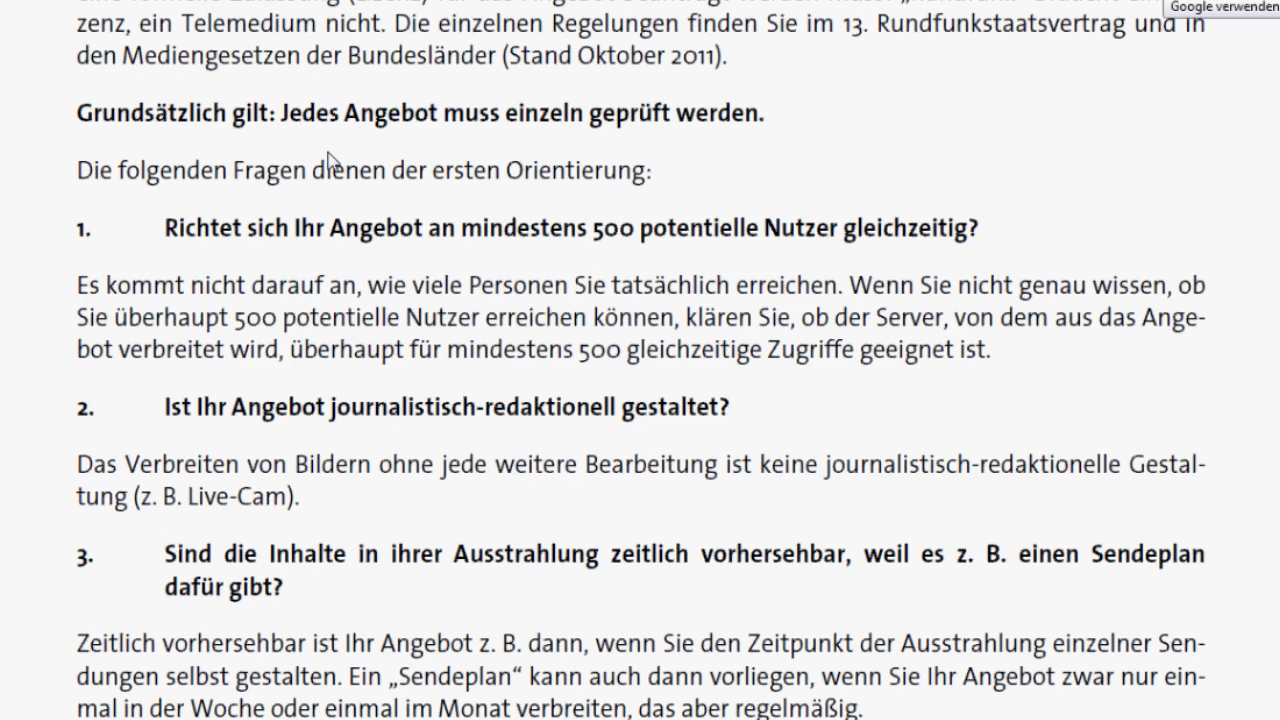 Google verwenden
zenz, ein Telemedium nicht. Die einzelnen Regelungen finden Sie im 13. Rundfunkstaatsvertrag und in
den Mediengesetzen der Bundesländer (Stand Oktober 2011).
Grundsätzlich gilt: Jedes Angebot muss einzeln geprüft werden.
Die folgenden Fragen dienen der ersten Orientierung:
1. Richtet sich Ihr Angebot an mindestens 500 potentielle Nutzer gleichzeitig?
Es kommt nicht darauf an, wie viele Personen Sie tatsächlich erreichen. Wenn Sie nicht genau wissen, ob
Sie überhaupt 500 potentielle Nutzer erreichen können, klären Sie, ob der Server, von dem aus das Ange-
bot verbreitet wird, überhaupt für mindestens 500 gleichzeitige Zugriffe geeignet ist.
2. Ist Ihr Angebot journalistisch-redaktionell gestaltet?
Das Verbreiten von Bildern ohne jede weitere Bearbeitung ist keine journalistisch-redaktionelle Gestal-
tung (z. B. Live-Cam).
3. Sind die Inhalte in ihrer Ausstrahlung zeitlich vorhersehbar, weil es z. B. einen Sendeplan
dafür gibt?
Zeitlich vorhersehbar ist Ihr Angebot z. B. dann, wenn Sie den Zeitpunkt der Ausstrahlung einzelner Sen-
dungen selbst gestalten. Ein „Sendeplan“ kann auch dann vorliegen, wenn Sie Ihr Angebot zwar nur ein-
mal in der Woche oder einmal im Monat verbreiten, das aber regelmäßig.